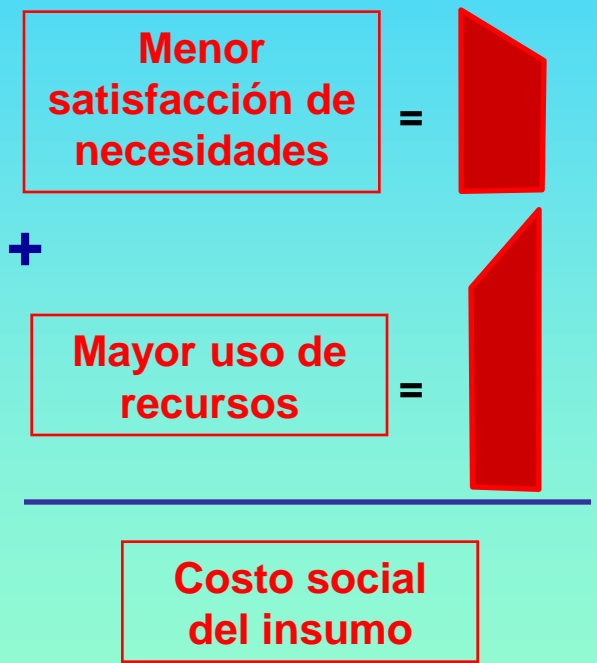 Menor
satisfacción de
necesidades
=
+
Mayor uso de
recursos
=
Costo social
del insumo